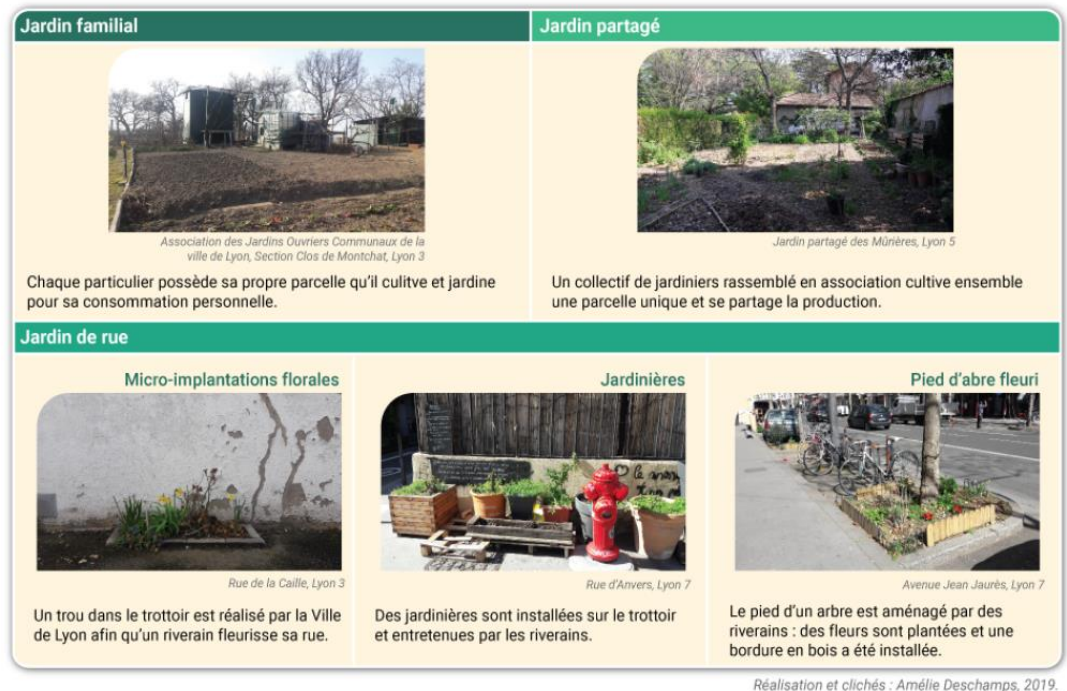 Jardin familial
Jardin partagé
Association des Jardins Ouvriers Communaux de la
ville de Lyon, Section Clos de Montchat, Lyon 3
Jardin partagé des Mûrières, Lyon 5
Chaque particulier possède sa propre parcelle qu'il culitve et jardine
pour sa consommation personnelle.
Un collectif de jardiniers rassemblé en association cultive ensemble
une parcelle unique et se partage la production.
Jardin de rue
Micro-implantations florales
Rue de la Caille, Lyon 3
Un trou dans le trottoir est réalisé par la Ville
de Lyon afin qu'un riverain fleurisse sa rue.
Jardinières
Rue d'Anvers, Lyon 7
Des jardinières sont installées sur le trottoir
et entretenues par les riverains.
Pied d'abre fleuri
Avenue Jean Jaurès, Lyon 7
Le pied d'un arbre est aménagé par des
riverains : des fleurs sont plantées et une
bordure en bois a été installée.
Réalisation et clichés : Amélie Deschamps, 2019.